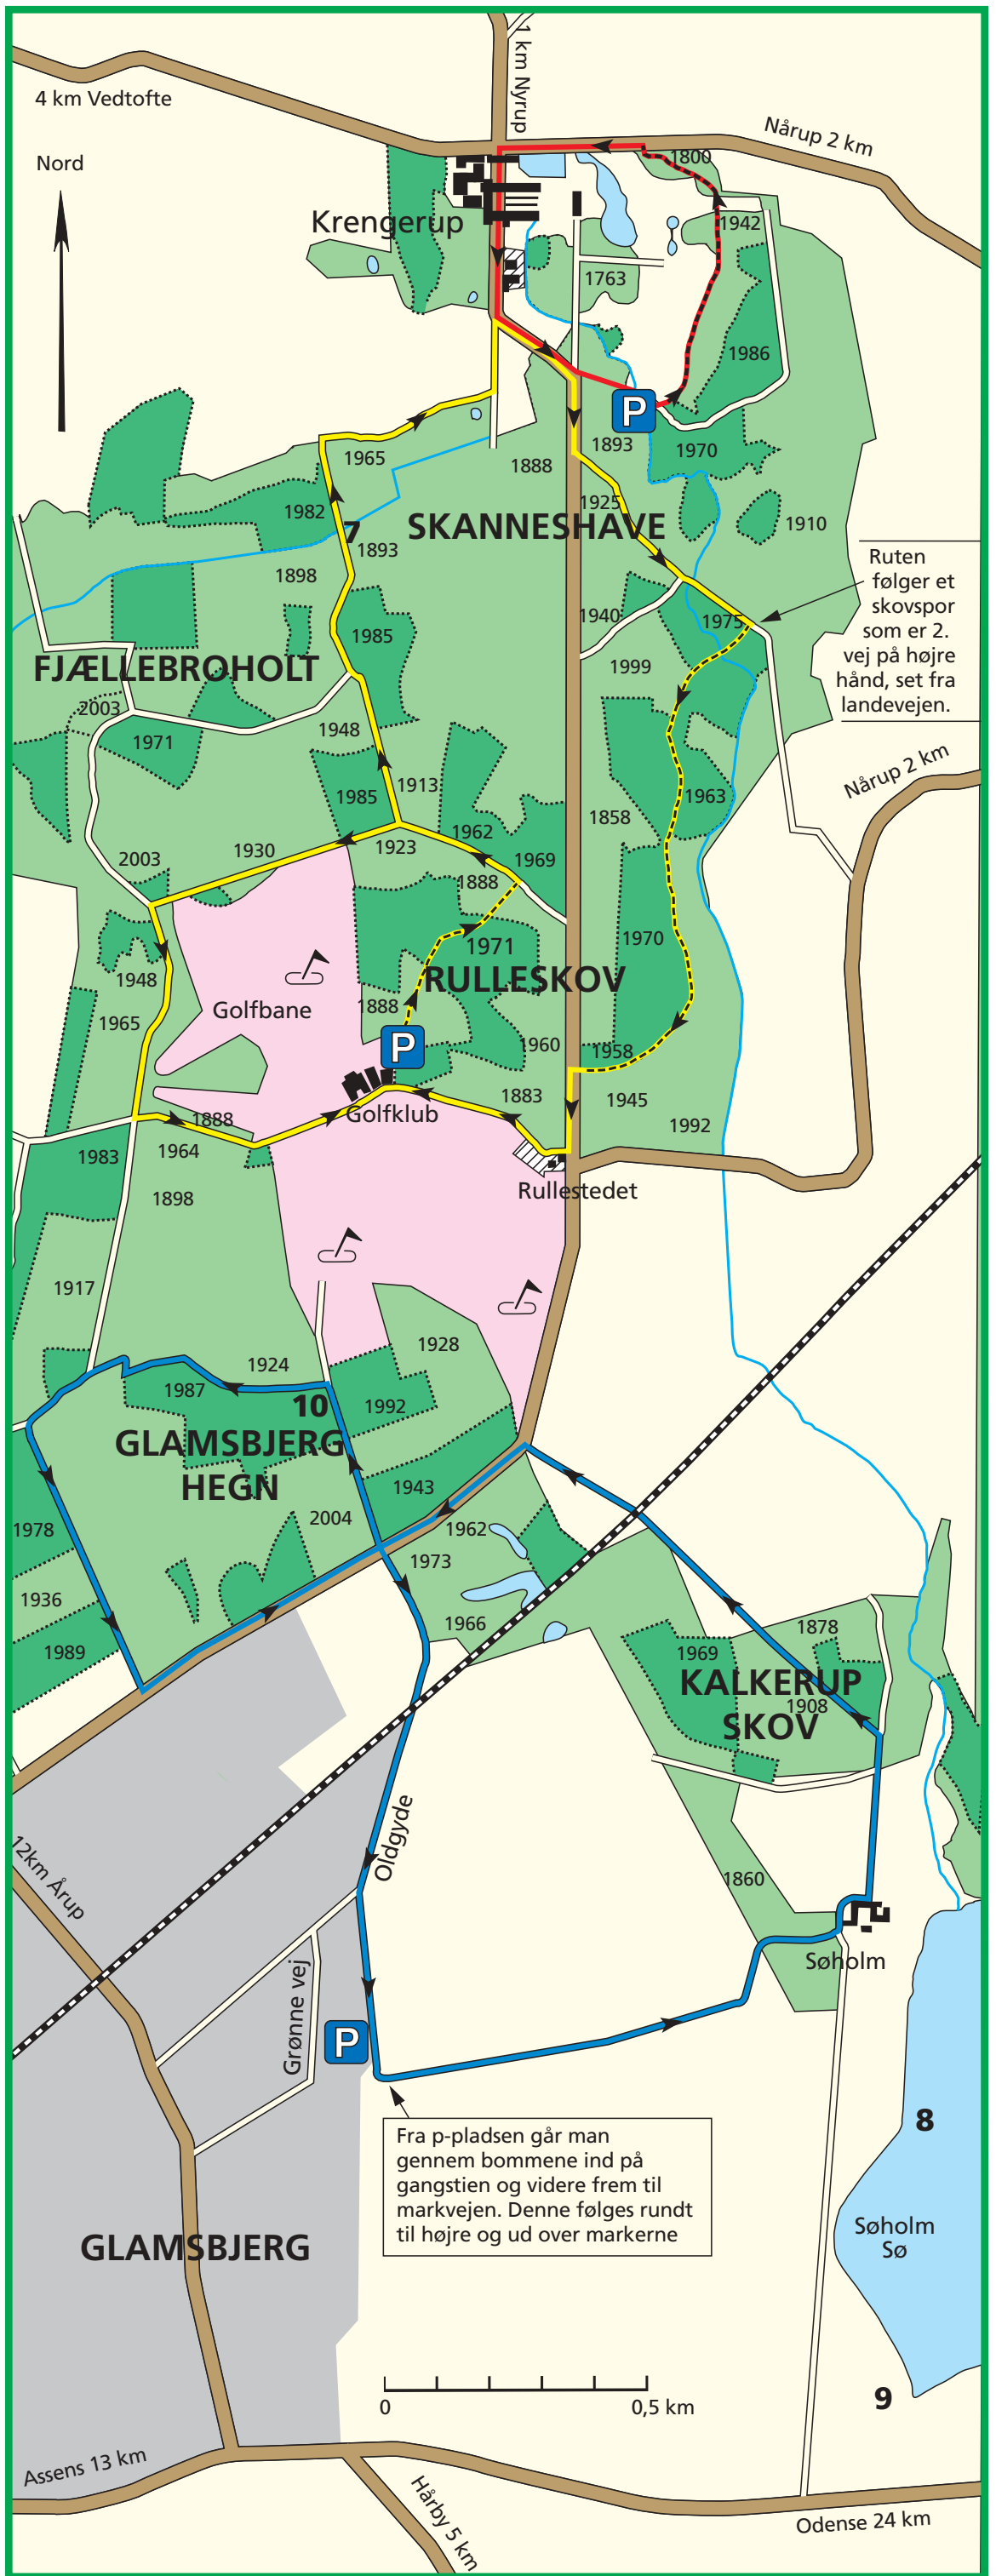 1 km Nyrup
4 km Vedtofte
Nårup 2 km
Nord
1800
Krengerup
1942
1763
1986
P
1893
1970
1965
1888
1982
1925
7
SKANNESHAVE
1910
1893
1898
Ruten
følger et
skovspor
som er 2.
vej på højre
hånd, set fra
landevejen.
1940
1975
1985
1999
FJÆLLEBROHOLT
2003
1948
1971
Nårup 2 km
1985
1913
1963
1858
1962
1930
1923
2003
1969
1888
1970
1971
RULLESKOV
1948
Golfbane
1888
1965
P
1960
1958
1883
1945
Golfklub
1888
1992
1964
1983
Rullestedet
1898
1917
1928
1924
1987
10
1992
GLAMSBJERG
HEGN
1943
2004
1962
1978
1973
1936
1966
1878
1989
1969
KALKERUP
1908
SKOV
Oldgyde
12km Årup
1860
Søholm
Grønne vej
P
8
Fra p-pladsen går man
gennem bommene ind på
gangstien og videre frem til
markvejen. Denne følges rundt
til højre og ud over markerne
Søholm
Sø
GLAMSBJERG
9
0
0,5 km
Assens 13 km
Hårby 5 km
Odense 24 km